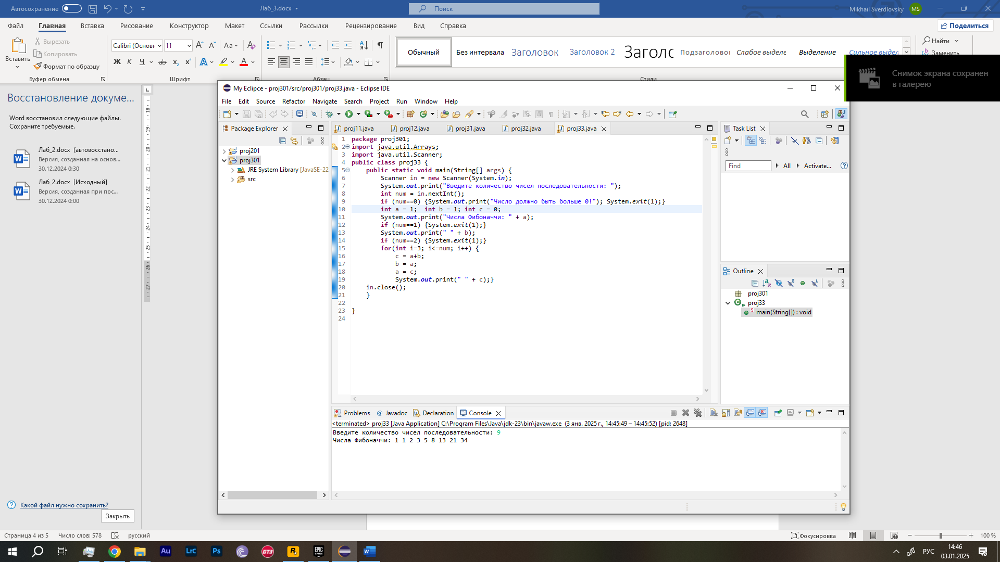 Автосохранение
Лаб_3.docx
Поиск
Mikhail Sverdlovsky
MS
Файл
Главная
Вставка
Рисование
Конструктор
Макет
Ссылки
Рассылки
Рецензирование
Вид
Справка
Поделиться
Вставить
Вырезать
Копировать
Формат по образцу
Буфер обмена
Calibri (Основн
11
Шрифт
Абзац
Обычный
Без интервала
Заголовок
Заголовок 2
Заголс
Подзаголовок
Слабое выделе
Выделение
Сильное выдел
Стили
Найти
Заменить
Снимок экрана сохранен
в галерею
Восстановление докуме...
Word восстановил следующие файлы.
Сохраните требуемые.
Лаб_2.docx (автовосстано...
Версия, созданная на основ...
30.12.2024 0:30
Лаб_2.docx [Исходный]
Версия, созданная при пос...
30.12.2024 0:00
Какой файл нужно сохранить?
Закрыть
My Eclipce - proj301/src/proj301/proj33.java - Eclipse IDE
File Edit Source Refactor Navigate Search Project Run Window Help
Package Explorer
proj201
proj301
JRE System Library [JavaSE-22
src
proj11.java proj12.java proj31.java proj32.java proj33.java
1 package proj301;
2 import java.util.Arrays;
3 import java.util.Scanner;
4 public class proj33 {
5 public static void main(String[] args) {
6 Scanner in = new Scanner(System.in);
7 System.out.print("Введите количество чисел последовательности: ");
8 int num = in.nextInt();
9 if (num==0) {System.out.print("Число должно быть больше 0!"); System.exit(1);}
10 int a = 1; int b = 1; int c = 0;
11 System.out.print("Числа Фибоначчи: " + a);
12 if (num==1) {System.exit(1);}
13 System.out.print(" " + b);
14 if (num==2) {System.exit(1);}
15 for(int i=3; i<=num; i++) {
16 c = a+b;
17 b = a;
18 a = c;
19 System.out.print(" " + c);}
20 in.close();
21 }
22
23 }
24
Task List
Find
All
Activate...
Outline
proj301
proj33
main(String[]) : void
Problems
Javadoc
Declaration
Console
<terminated> proj33 [Java Application] C:\Program Files\Java\jdk-23\bin\javaw.exe (3 янв. 2025 г., 14:45:49 – 14:45:52) [pid: 2648]
Введите количество чисел последовательности: 9
Числа Фибоначчи: 1 1 2 3 5 8 13 21 34
Страница 4 из 5
Число слов: 578
русский
Фокусировка
100 %
Au
Lrc
Ps
GT3
R
EPIC
GAMES
РУС
14:46
03.01.2025